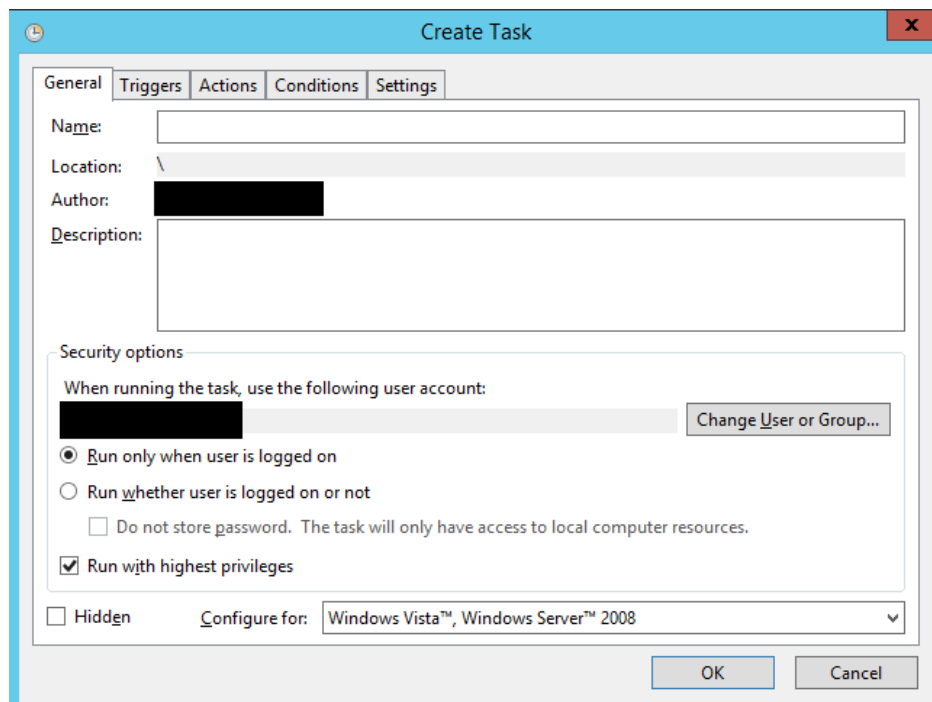 Create Task
x
General Triggers Actions Conditions Settings
Name:
Location: \
Author:
Description:
Security options
When running the task, use the following user account:
Change User or Group...
Run only when user is logged on
Run whether user is logged on or not
Do not store password. The task will only have access to local computer resources.
Run with highest privileges
Hidden Configure for: Windows Vista™, Windows Server™ 2008
OK Cancel